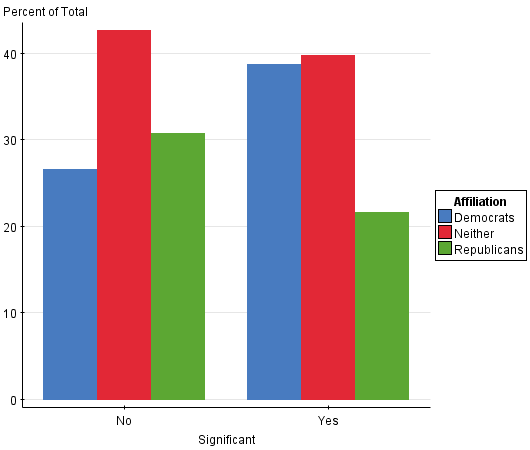 Percent of Total
40
30
20
10
0
No
Yes
Significant
Affiliation
Democrats
Neither
Republicans